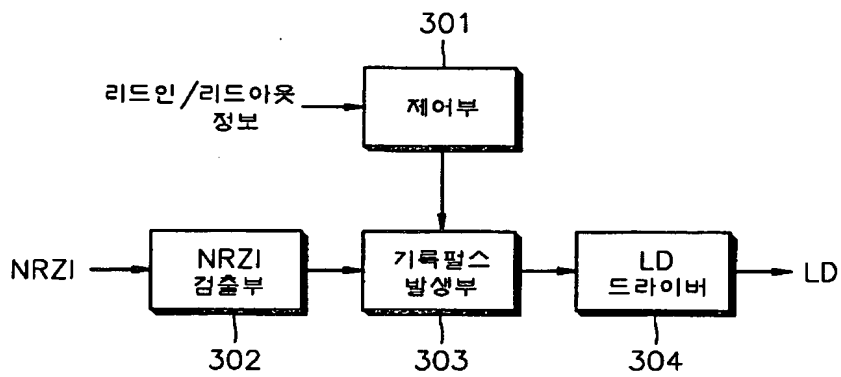 301
리드인/리드아웃
정보
제어부
NRZI
NRZI
검출부
기록펄스
발생부
LD
드라이버
LD
302
303
304